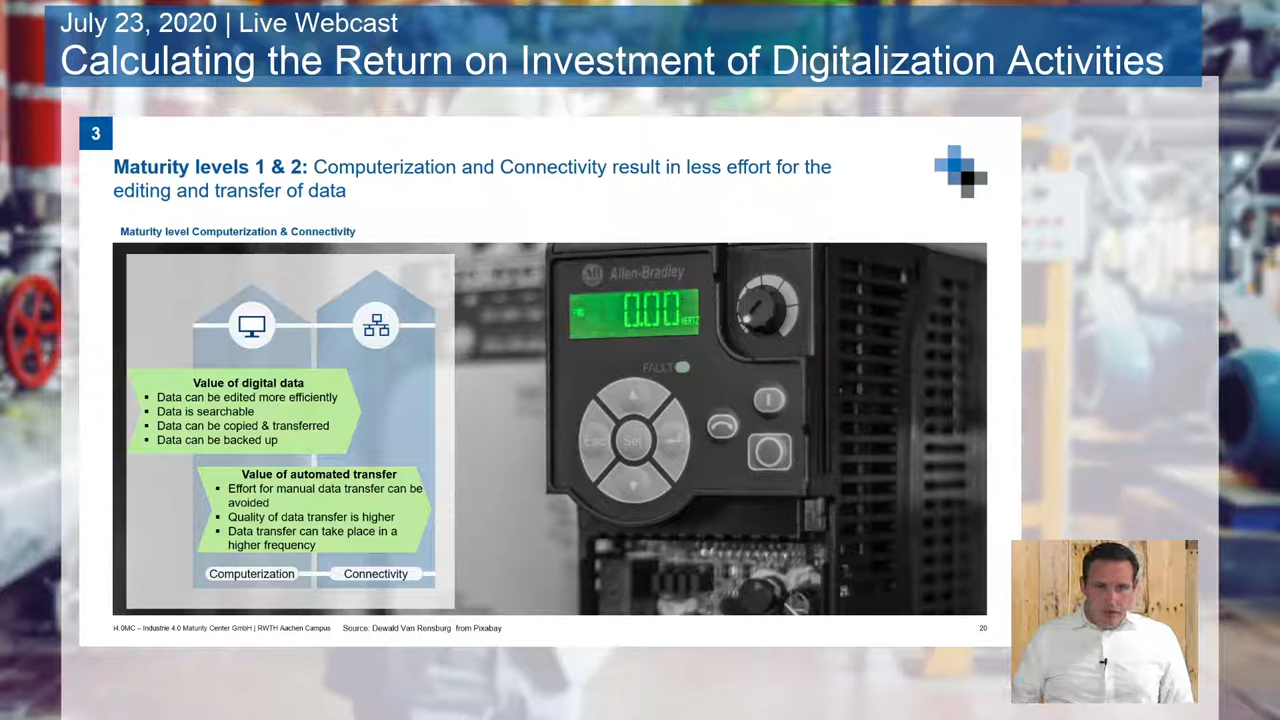 July 23, 2020 | Live Webcast
Calculating the Return on Investment of Digitalization Activities
3
Maturity levels 1 & 2: Computerization and Connectivity result in less effort for the
editing and transfer of data
Maturity level Computerization & Connectivity
Allen-Bradley
0.00
HERTZ
FAULT
Esc
Sel
Value of digital data
▪ Data can be edited more efficiently
▪ Data is searchable
▪ Data can be copied & transferred
▪ Data can be backed up
Value of automated transfer
▪ Effort for manual data transfer can be
avoided
▪ Quality of data transfer is higher
▪ Data transfer can take place in a
higher frequency
Computerization
Connectivity
I4.0MC – Industrie 4.0 Maturity Center GmbH | RWTH Aachen Campus
Source: Dewald Van Rensburg from Pixabay
20